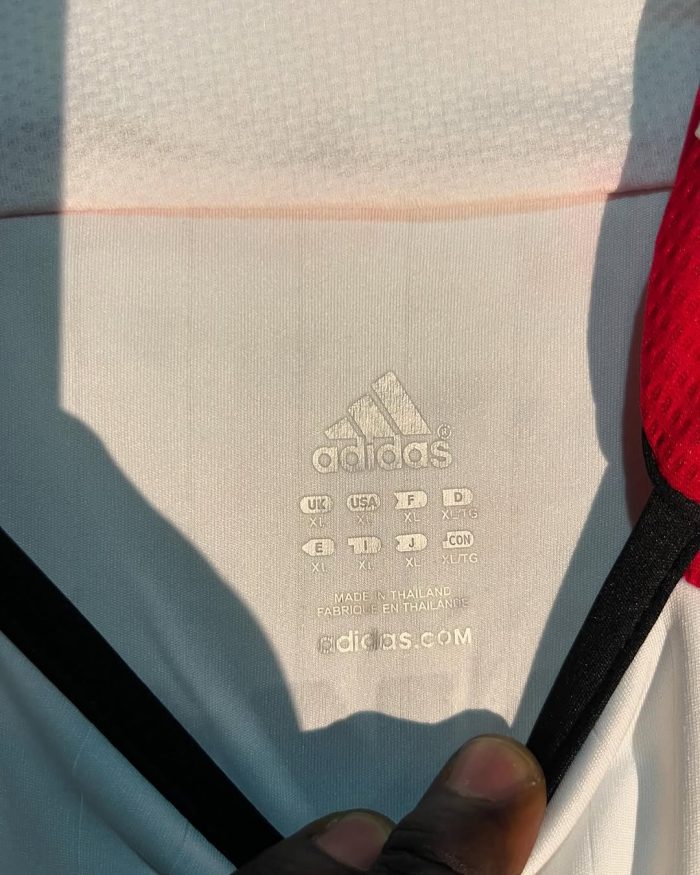 adidas®
UK USA F D
XL XL XL XL/TG
E I J CON
XL XL XL XL/TG
MADE IN THAILAND
FABRIQUE EN THAILANDE
adidas.COM